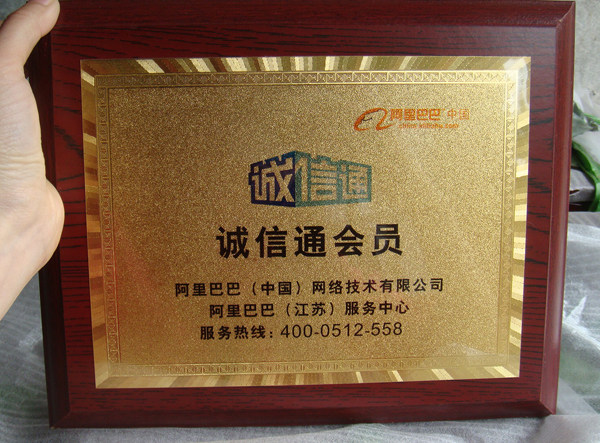 阿里巴巴 中国
china.alibaba.com
诚信通
诚信通会员
阿里巴巴（中国）网络技术有限公司
阿里巴巴（江苏）服务中心
服务热线：400-0512-558